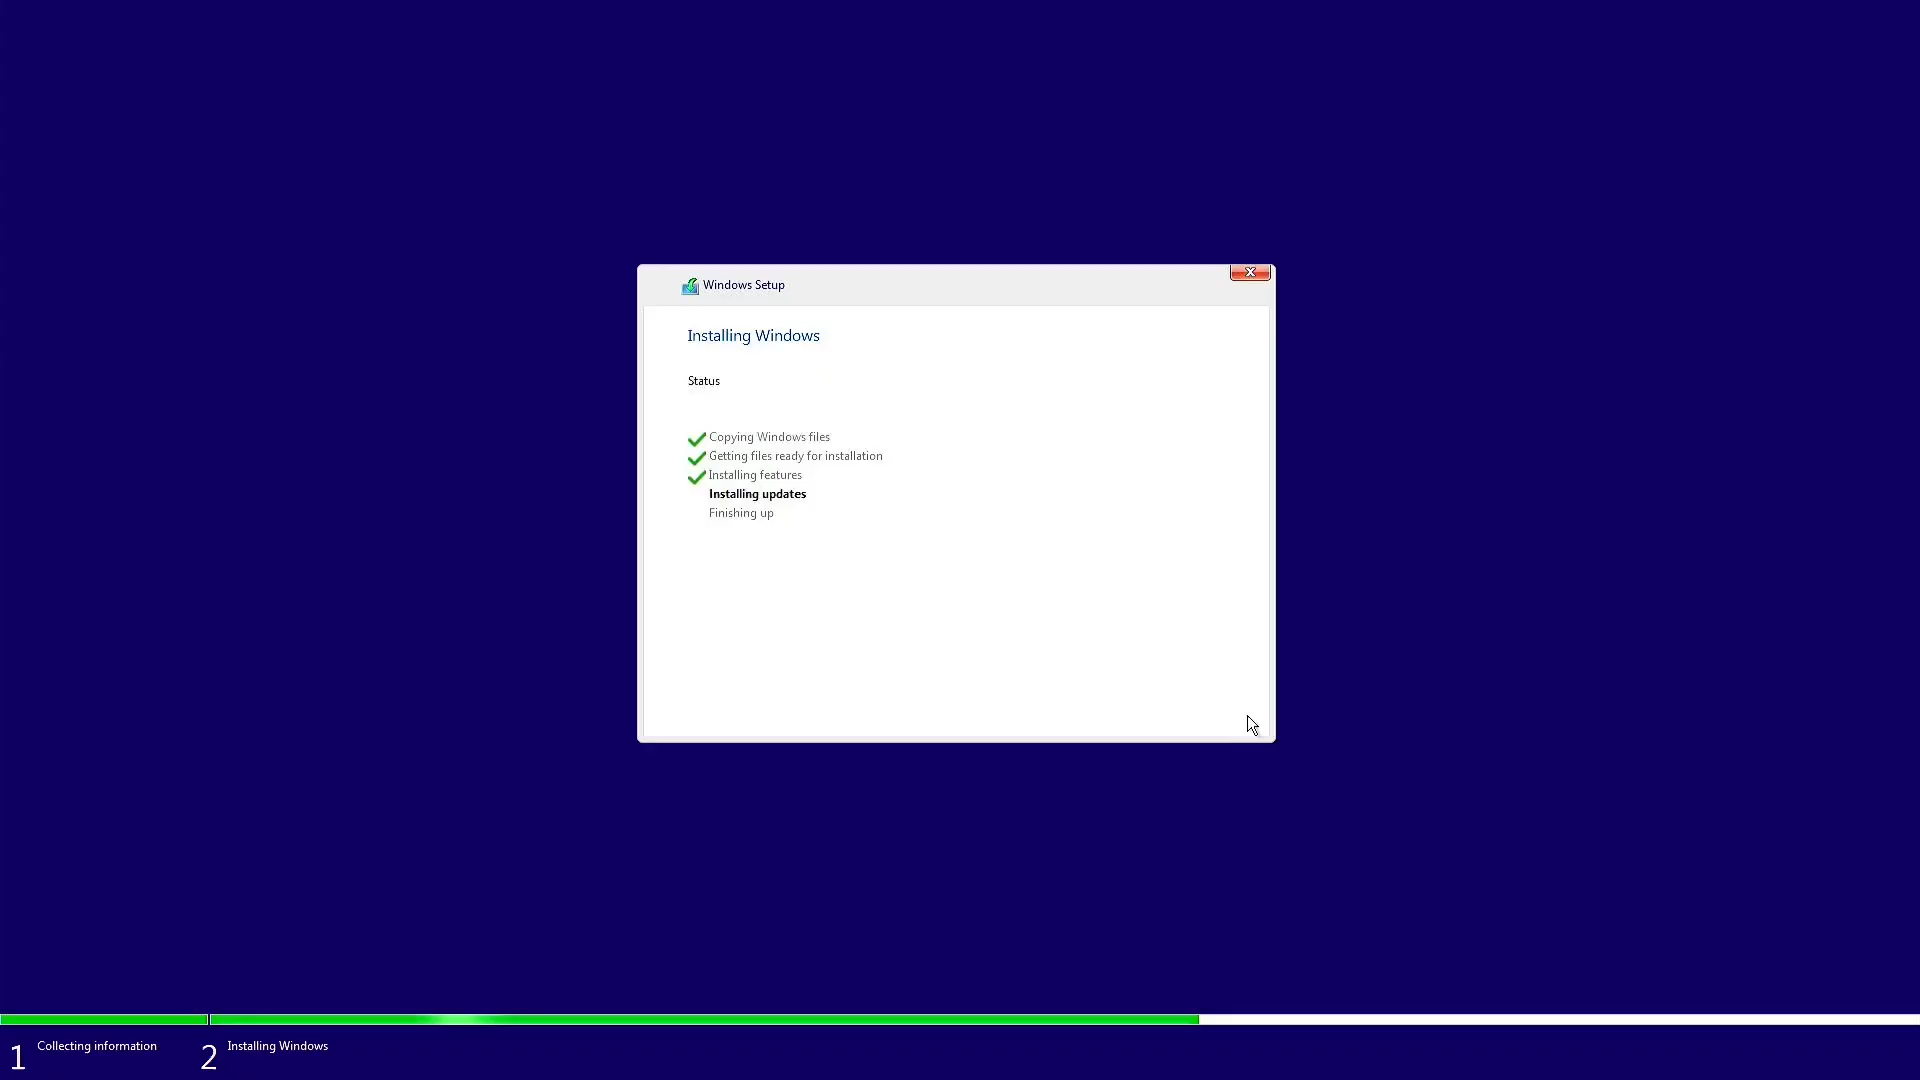 Windows Setup
Installing Windows
Status
Copying Windows files
Getting files ready for installation
Installing features
Installing updates
Finishing up
1 Collecting information
2 Installing Windows